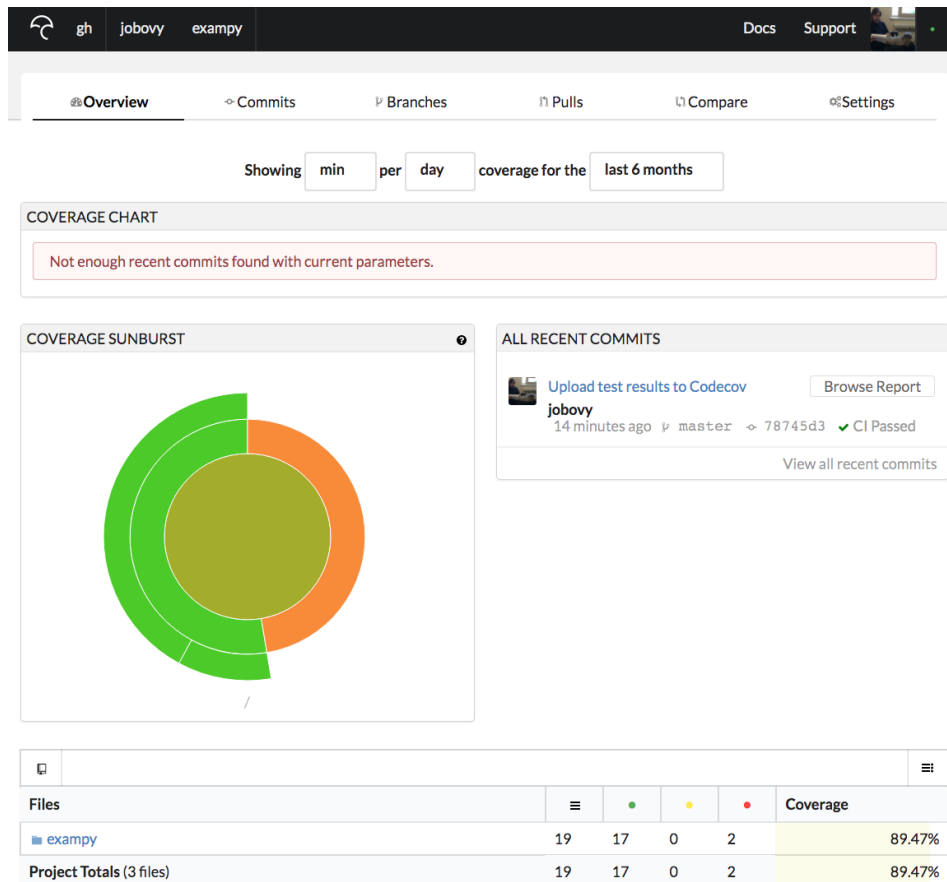 gh jobovy exampy Docs Support
Overview Commits Branches Pulls Compare Settings
Showing min per day coverage for the last 6 months
COVERAGE CHART
Not enough recent commits found with current parameters.
COVERAGE SUNBURST
/
ALL RECENT COMMITS
Upload test results to Codecov Browse Report
jobovy
14 minutes ago master 78745d3 CI Passed
View all recent commits
Files Coverage
exampy 19 17 0 2 89.47%
Project Totals (3 files) 19 17 0 2 89.47%